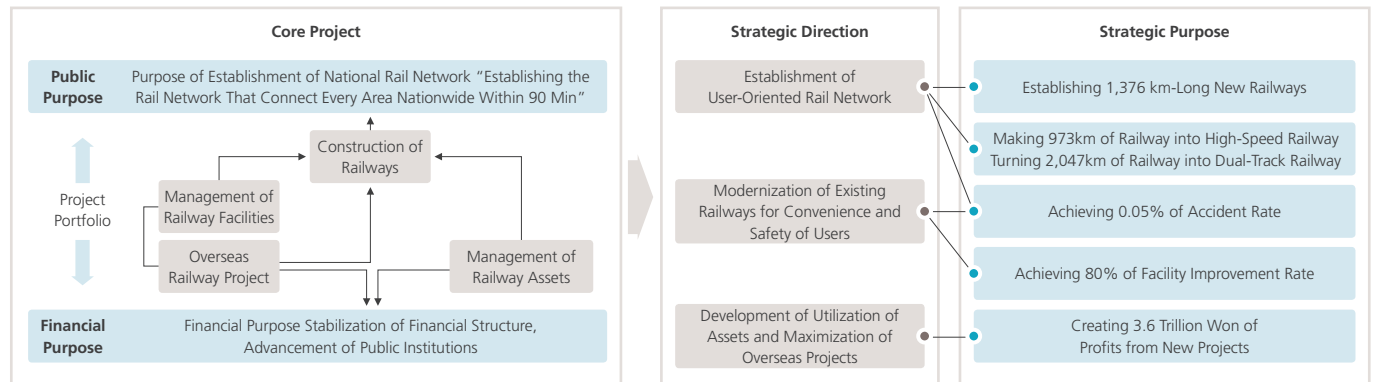 Core Project
Public
Purpose
Purpose of Establishment of National Rail Network “Establishing the
Rail Network That Connect Every Area Nationwide Within 90 Min”
Project
Portfolio
Construction of
Railways
Management of
Railway Facilities
Overseas
Railway Project
Management of
Railway Assets
Financial
Purpose
Financial Purpose Stabilization of Financial Structure,
Advancement of Public Institutions
Strategic Direction
Establishment of
User-Oriented Rail Network
Modernization of Existing
Railways for Convenience and
Safety of Users
Development of Utilization of
Assets and Maximization of
Overseas Projects
Strategic Purpose
Establishing 1,376 km-Long New Railways
Making 973km of Railway into High-Speed Railway
Turning 2,047km of Railway into Dual-Track Railway
Achieving 0.05% of Accident Rate
Achieving 80% of Facility Improvement Rate
Creating 3.6 Trillion Won of
Profits from New Projects